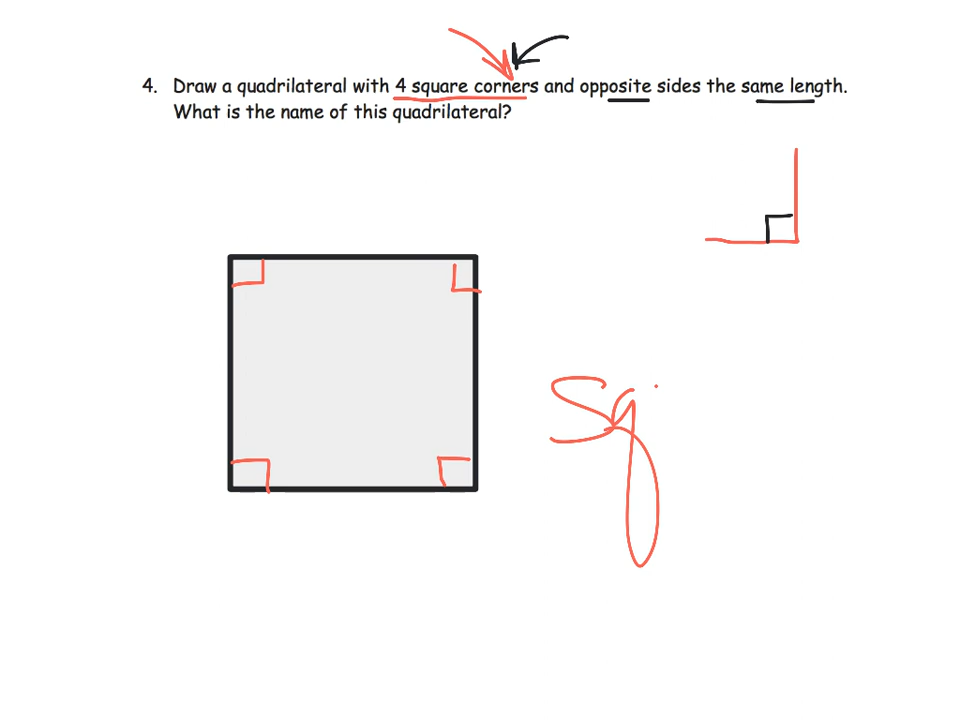 4. Draw a quadrilateral with 4 square corners and opposite sides the same length.
What is the name of this quadrilateral?
Sq